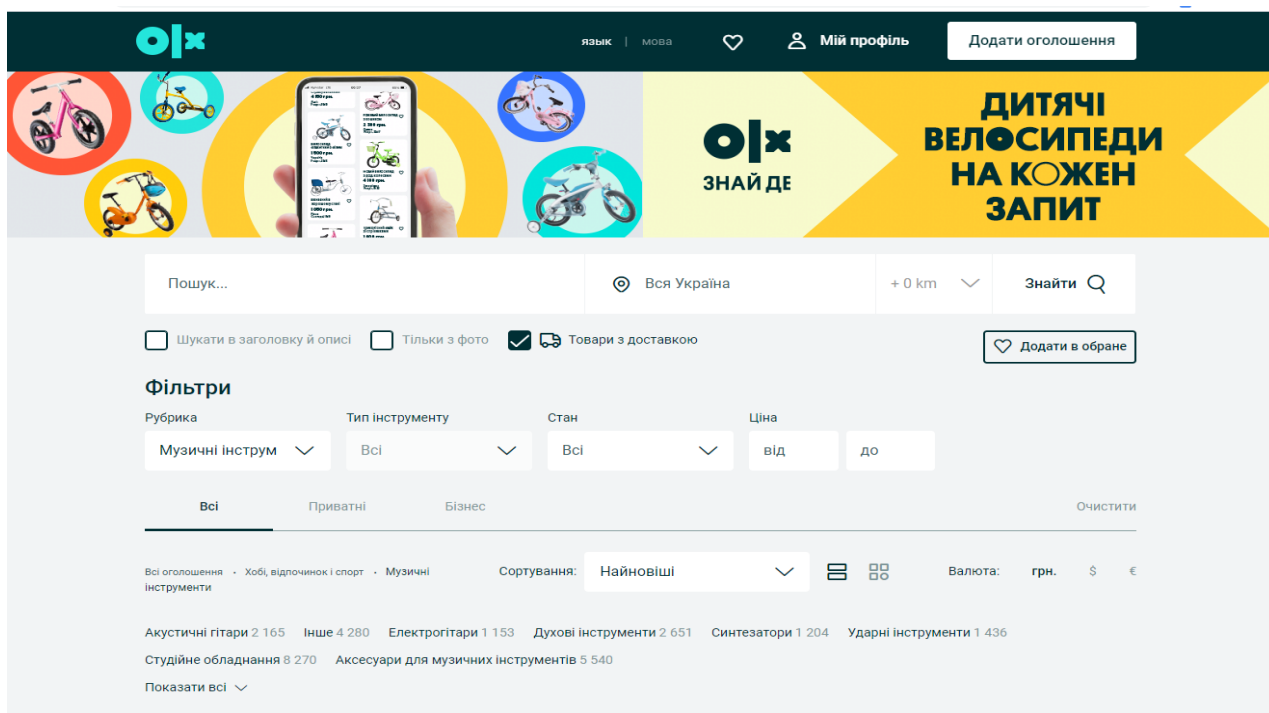 olx
язык | мова
Мій профіль
Додати оголошення
olx
ЗНАЙДЕ
ДИТЯЧІ
ВЕЛОСИПЕДИ
НА КОЖЕН
ЗАПИТ
Пошук...
Вся Україна
+ 0 km
Знайти
Шукати в заголовку й описі
Тільки з фото
Товари з доставкою
Додати в обране
Фільтри
Рубрика
Тип інструменту
Стан
Ціна
Музичні інструм
Всі
Всі
від
до
Всі
Приватні
Бізнес
Очистити
Всі оголошення • Хобі, відпочинок і спорт • Музичні
інструменти
Сортування:
Найновіші
Валюта: грн. $ €
Акустичні гітари 2 165 Інше 4 280 Електрогітари 1 153 Духові інструменти 2 651 Синтезатори 1 204 Ударні інструменти 1 436
Студійне обладнання 8 270 Аксесуари для музичних інструментів 5 540
Показати всі